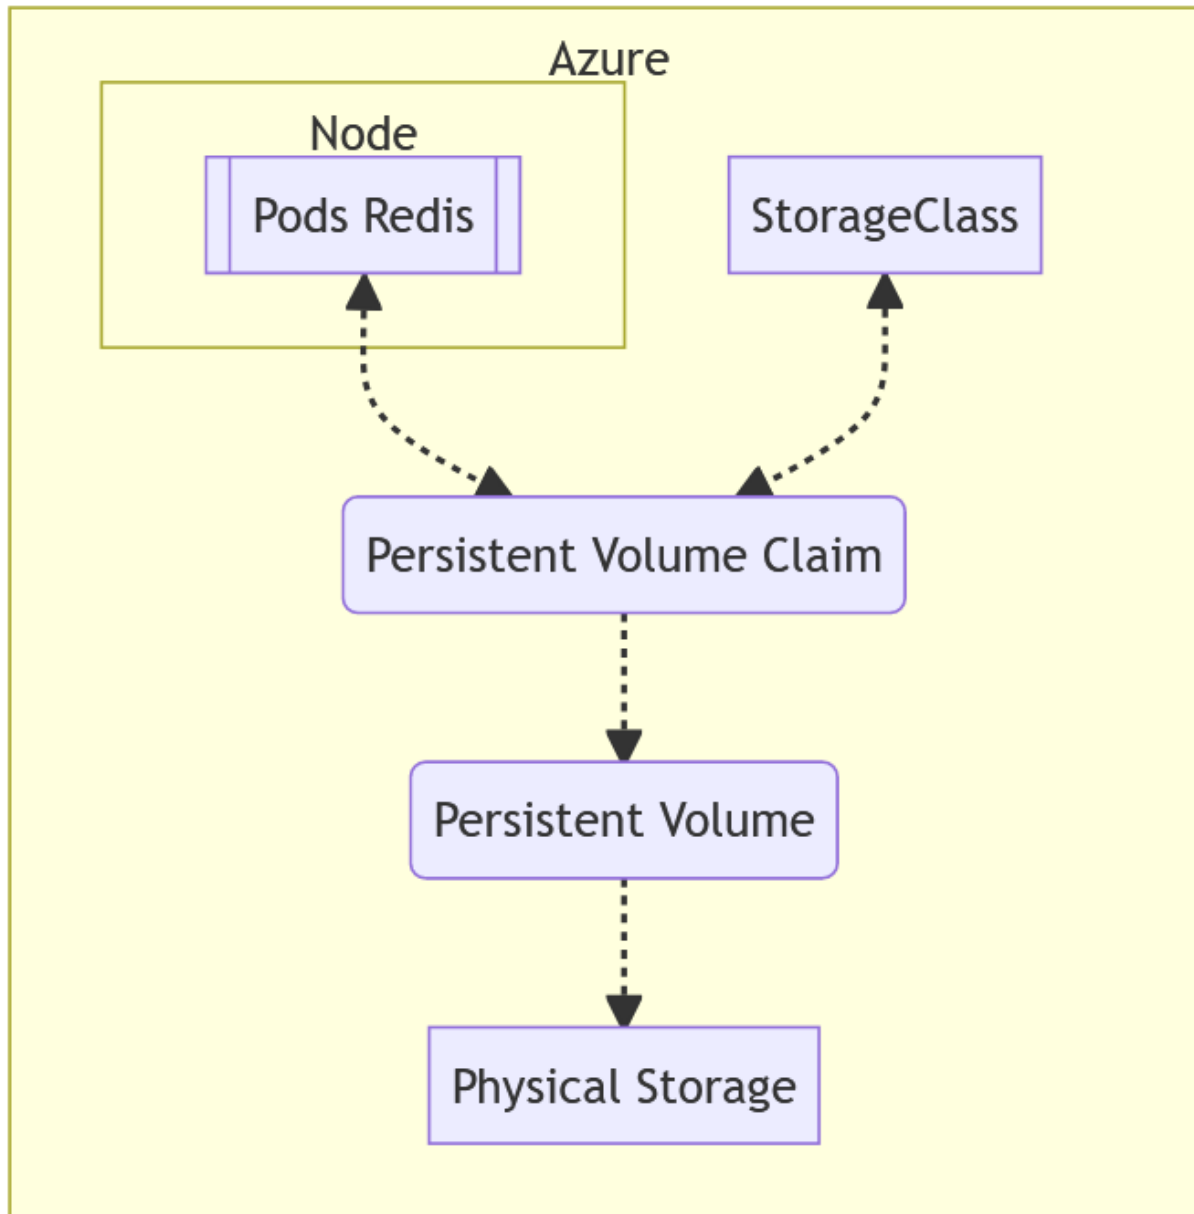 Azure
Node
Pods Redis
StorageClass
Persistent Volume Claim
Persistent Volume
Physical Storage